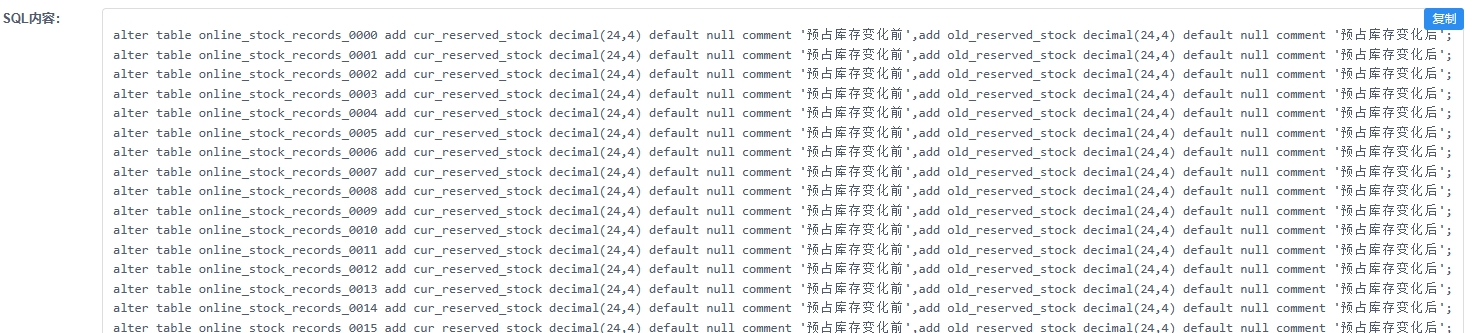 SQL内容:
复制
alter table online_stock_records_0000 add cur_reserved_stock decimal(24,4) default null comment '预占库存变化前',add old_reserved_stock decimal(24,4) default null comment '预占库存变化后';
alter table online_stock_records_0001 add cur_reserved_stock decimal(24,4) default null comment '预占库存变化前',add old_reserved_stock decimal(24,4) default null comment '预占库存变化后';
alter table online_stock_records_0002 add cur_reserved_stock decimal(24,4) default null comment '预占库存变化前',add old_reserved_stock decimal(24,4) default null comment '预占库存变化后';
alter table online_stock_records_0003 add cur_reserved_stock decimal(24,4) default null comment '预占库存变化前',add old_reserved_stock decimal(24,4) default null comment '预占库存变化后';
alter table online_stock_records_0004 add cur_reserved_stock decimal(24,4) default null comment '预占库存变化前',add old_reserved_stock decimal(24,4) default null comment '预占库存变化后';
alter table online_stock_records_0005 add cur_reserved_stock decimal(24,4) default null comment '预占库存变化前',add old_reserved_stock decimal(24,4) default null comment '预占库存变化后';
alter table online_stock_records_0006 add cur_reserved_stock decimal(24,4) default null comment '预占库存变化前',add old_reserved_stock decimal(24,4) default null comment '预占库存变化后';
alter table online_stock_records_0007 add cur_reserved_stock decimal(24,4) default null comment '预占库存变化前',add old_reserved_stock decimal(24,4) default null comment '预占库存变化后';
alter table online_stock_records_0008 add cur_reserved_stock decimal(24,4) default null comment '预占库存变化前',add old_reserved_stock decimal(24,4) default null comment '预占库存变化后';
alter table online_stock_records_0009 add cur_reserved_stock decimal(24,4) default null comment '预占库存变化前',add old_reserved_stock decimal(24,4) default null comment '预占库存变化后';
alter table online_stock_records_0010 add cur_reserved_stock decimal(24,4) default null comment '预占库存变化前',add old_reserved_stock decimal(24,4) default null comment '预占库存变化后';
alter table online_stock_records_0011 add cur_reserved_stock decimal(24,4) default null comment '预占库存变化前',add old_reserved_stock decimal(24,4) default null comment '预占库存变化后';
alter table online_stock_records_0012 add cur_reserved_stock decimal(24,4) default null comment '预占库存变化前',add old_reserved_stock decimal(24,4) default null comment '预占库存变化后';
alter table online_stock_records_0013 add cur_reserved_stock decimal(24,4) default null comment '预占库存变化前',add old_reserved_stock decimal(24,4) default null comment '预占库存变化后';
alter table online_stock_records_0014 add cur_reserved_stock decimal(24,4) default null comment '预占库存变化前',add old_reserved_stock decimal(24,4) default null comment '预占库存变化后';
alter table online_stock_records_0015 add cur_reserved_stock decimal(24,4) default null comment '预占库存变化前',add old_reserved_stock decimal(24,4) default null comment '预占库存变化后';